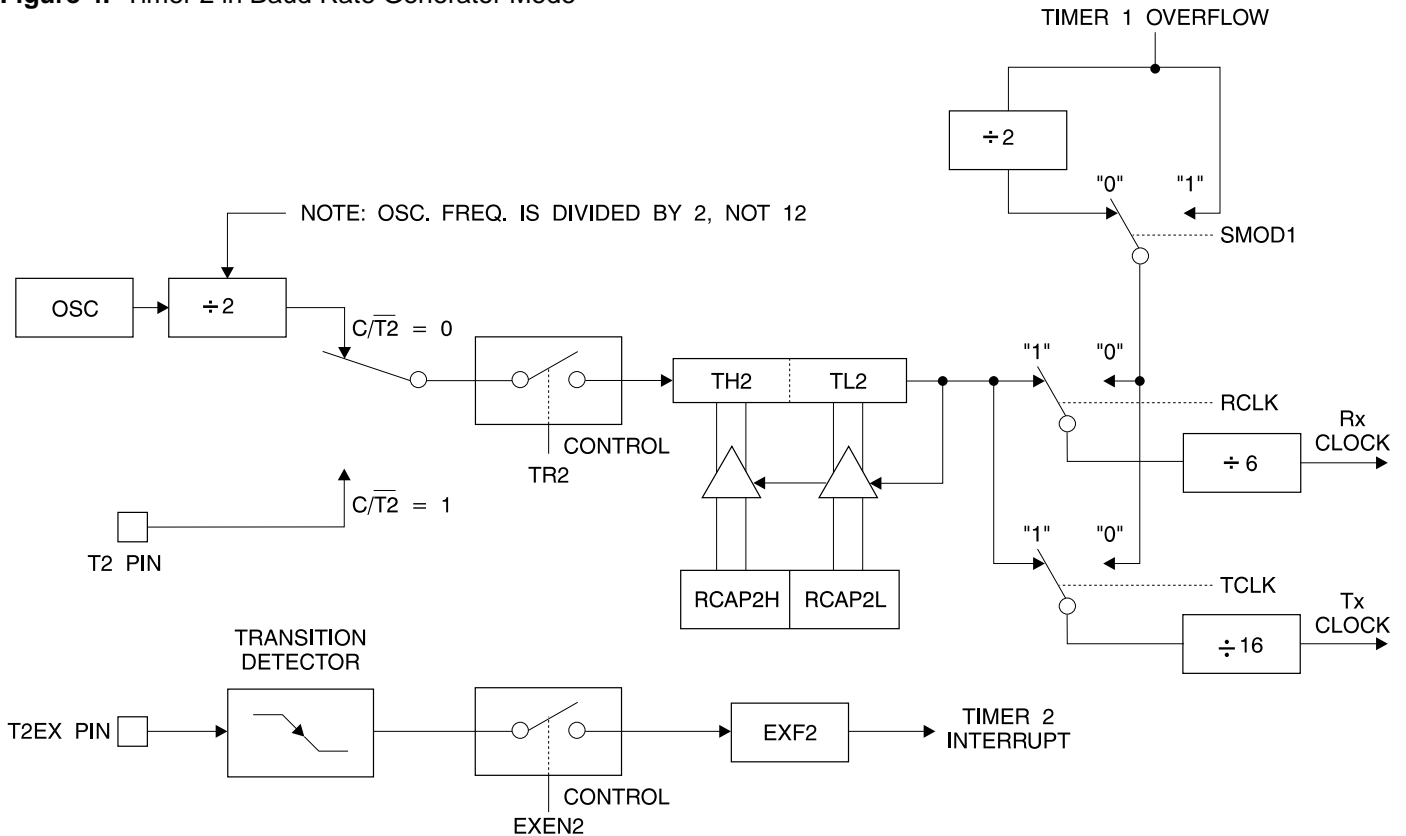 TIMER 1 OVERFLOW
÷2
"0" "1"
SMOD1
NOTE: OSC. FREQ. IS DIVIDED BY 2, NOT 12
OSC
÷2
C/T2 = 0
"1" "0"
TH2 TL2
RCLK
Rx
CLOCK
÷ 6
CONTROL
TR2
C/T2 = 1
T2 PIN
"1" "0"
RCAP2H RCAP2L
TCLK
Tx
CLOCK
÷16
TRANSITION
DETECTOR
T2EX PIN
EXF2
TIMER 2
INTERRUPT
CONTROL
EXEN2